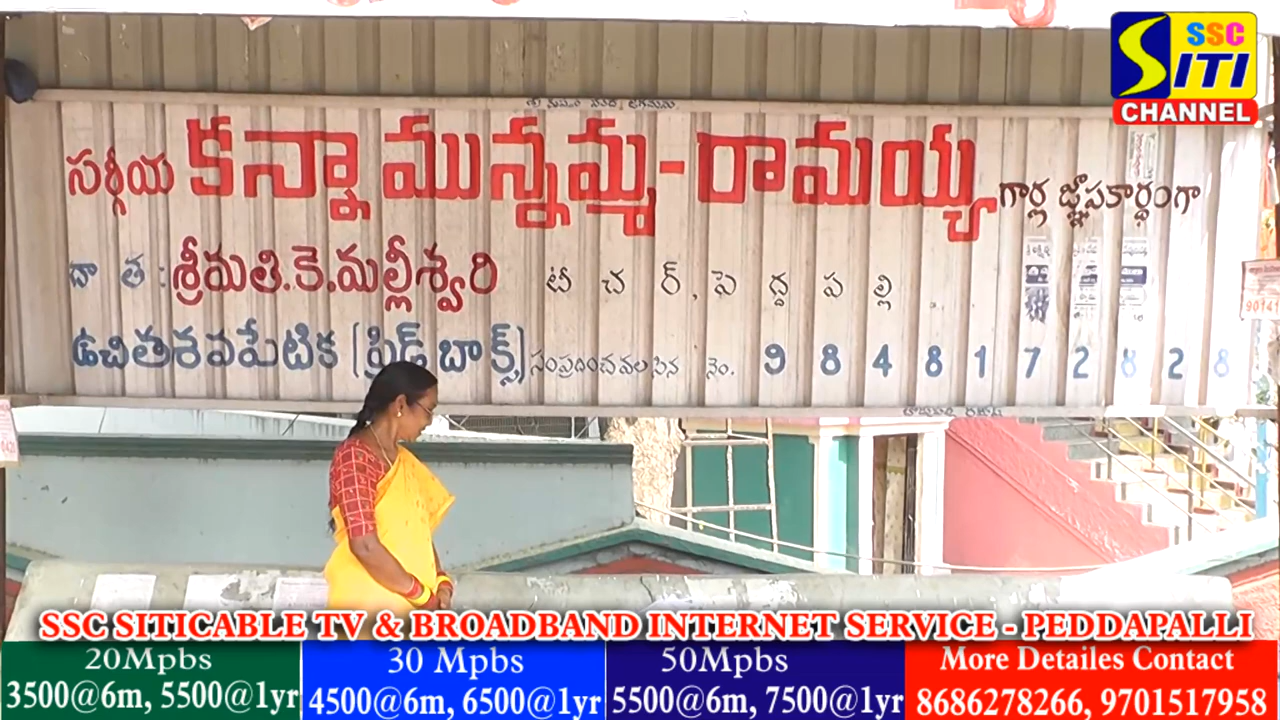 SSC
SITI
CHANNEL
సర్గీయ కన్నా మున్నమ్మ-రామయ్య గార్ల జ్ఞాపకార్థంగా
దాత: శ్రీమతి.కె.మల్లీశ్వరి టీచర్, పెద్దపల్లి
ఉచితశవపేటిక (ఫ్రిడ్జ్ బాక్స్) సంప్రదించవలసిన నెం. 9848172828
SSC SITICABLE TV & BROADBAND INTERNET SERVICE - PEDDAPALLI
20Mpbs
3500@6m, 5500@1yr
30 Mpbs
4500@6m, 6500@1yr
50Mpbs
5500@6m, 7500@1yr
More Detailes Contact
8686278266, 9701517958